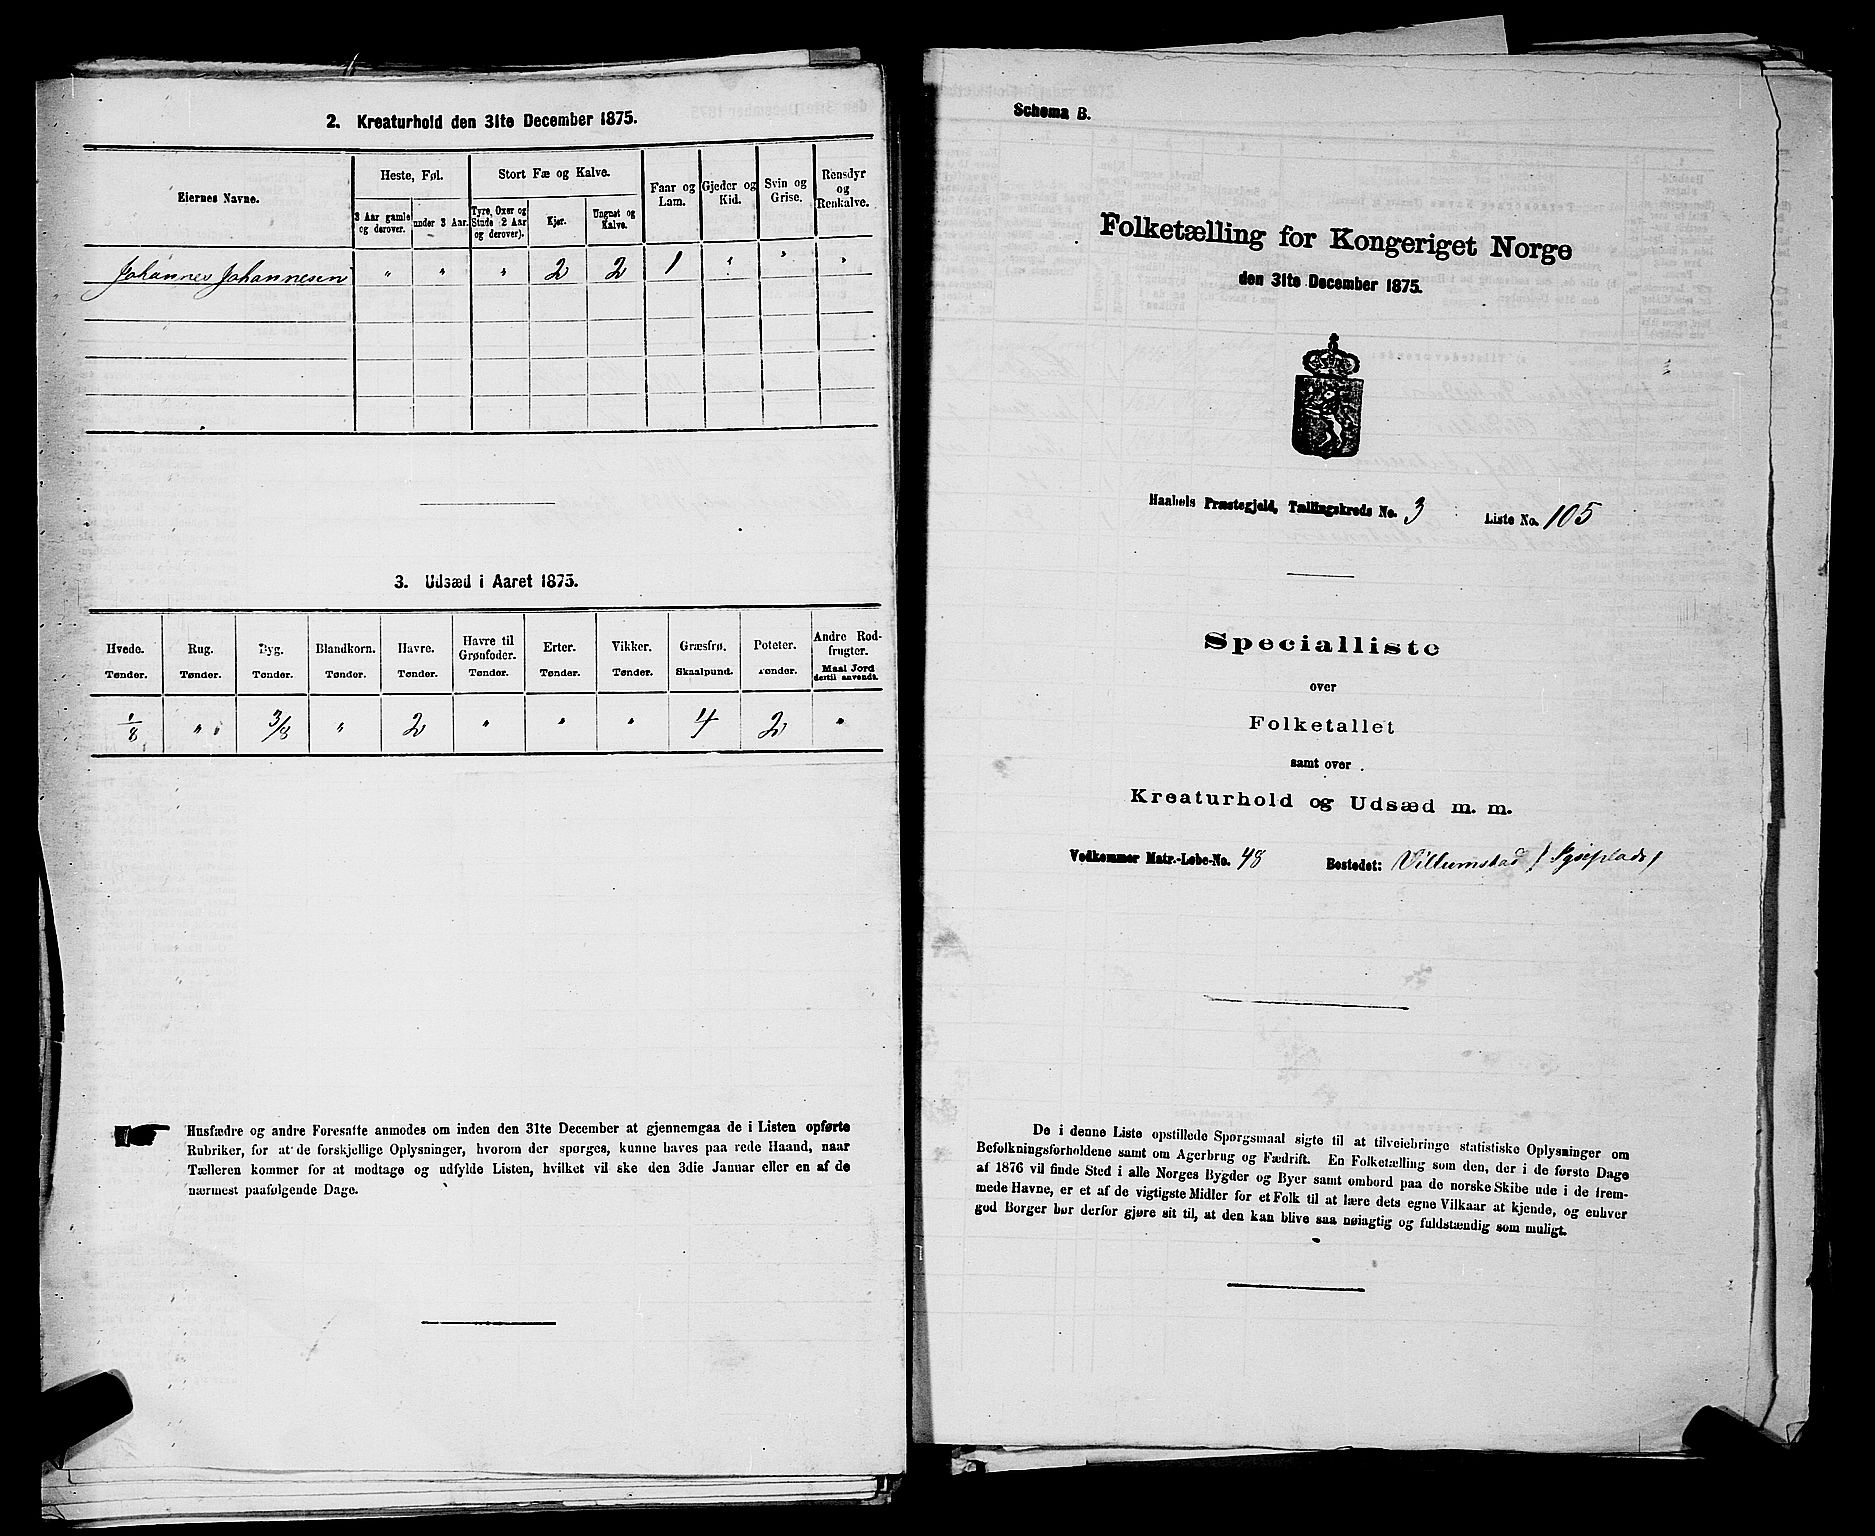 2. Kreaturhold den 31te December 1875.
Eiernes Navne.
Heste, Føl.
Stort Fæ og Kalve.
Faar og Lam.
Gjeder og Kid.
Svin og Grise.
Rensdyr og Renkalve.
3 Aar gamle og derover.
under 3 Aar.
Tyre, Oxer og Stude 2 Aar og derover).
Kjør.
Ungnøt og Kalve.
Johannes Johannesen " " " 2 2 1 " " "
3. Udsæd i Aaret 1875.
Hvede. Rug. Byg. Blandkorn. Havre. Havre til Grønfoder. Erter. Vikker. Græsfrø. Poteter. Andre Rodfrugter.
Tønder. Tønder. Tønder. Tønder. Tønder. Tønder. Tønder. Tønder. Skaalpund. Tønder. Maal Jord dertil anvendt.
1/8 " 3/8 " 2 " " " 4 2 "
Husfædre og andre Foresatte anmodes om inden den 31te December at gjennemgaa de i Listen opførte
Rubriker, for at de forskjellige Oplysninger, hvorom der spørges, kunne haves paa rede Haand, naar
Tælleren kommer for at modtage og udfylde Listen, hvilket vil ske den 3die Januar eller en af de
nærmest paafølgende Dage.
Schema B.
Folketælling for Kongeriget Norge
den 31te December 1875.
Haabøls Præstegjeld, Tællingskreds No. 3 Liste No. 105
Specialliste
over
Folketallet
samt over
Kreaturhold og Udsæd m. m.
Vedkommer Matr.-Løbe-No. 48 Bostedet: Villumstad
De i denne Liste opstillede Spørgsmaal sigte til at tilveiebringe statistiske Oplysninger om
Befolkningsforholdene samt om Agerbrug og Fædrift. En Folketælling som den, der i de første Dage
af 1876 vil finde Sted i alle Norges Bygder og Byer samt ombord paa de norske Skibe ude i de frem-
mede Havne, er et af de vigtigste Midler for et Folk til at lære dets egne Vilkaar at kjende, og enhver
god Borger bør derfor gjøre sit til, at den kan blive saa nøiagtig og fuldstændig som muligt.